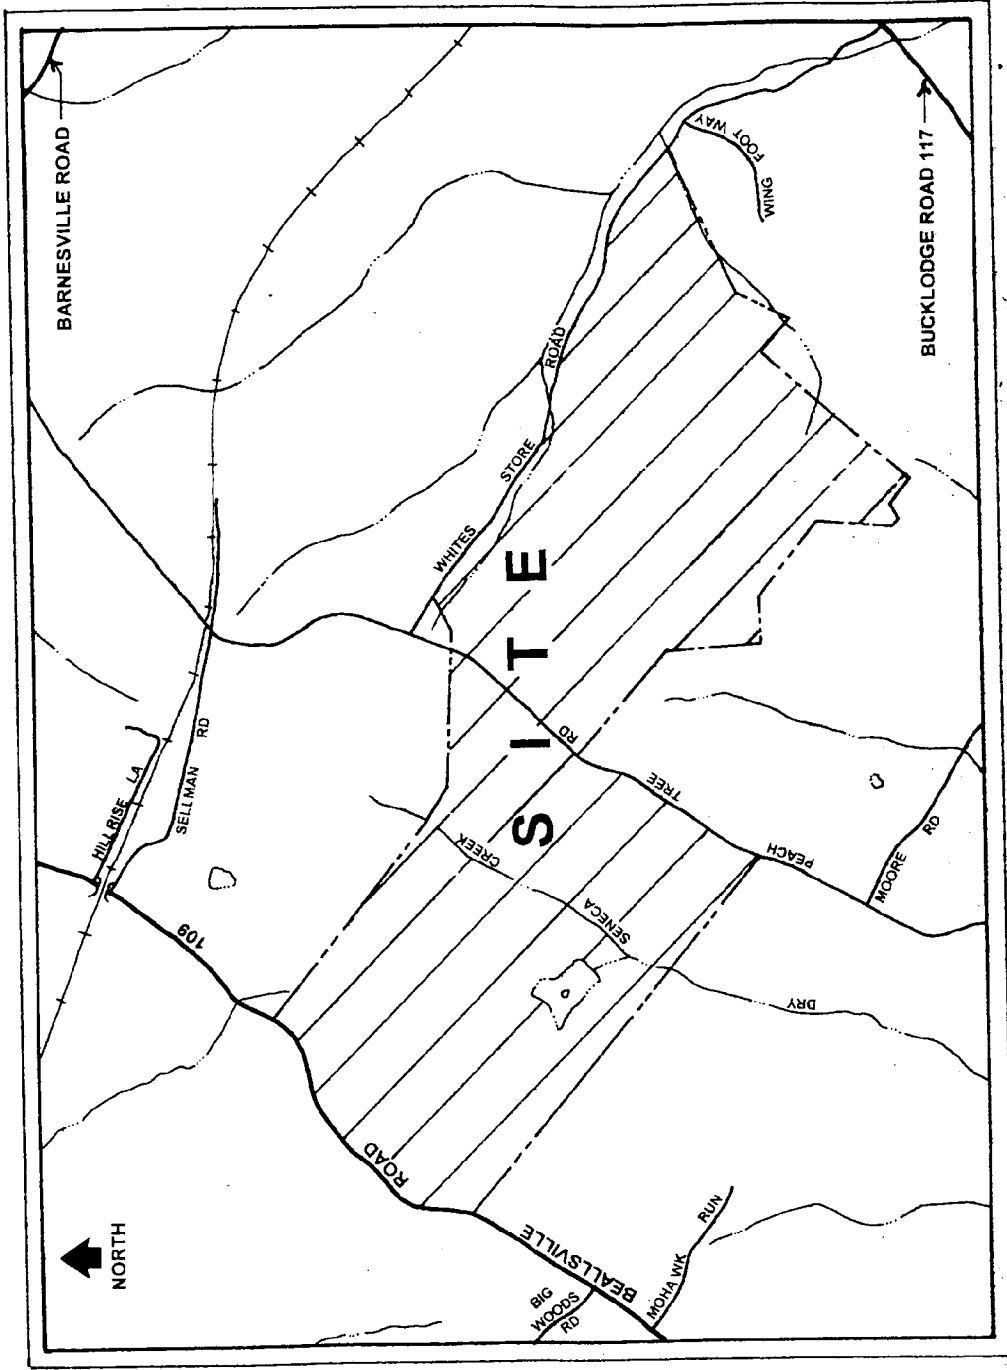 BARNESVILLE ROAD
HILLRISE LA
SELLMAN RD
109
WHITES STORE ROAD
WING FOOT WAY
BUCKLODGE ROAD 117
SITE
PEACH TREE RD
DRY SENECA CREEK
MOORE RD
BEALLSVILLE ROAD
BIG
WOODS
RD
MOHAWK RUN
NORTH